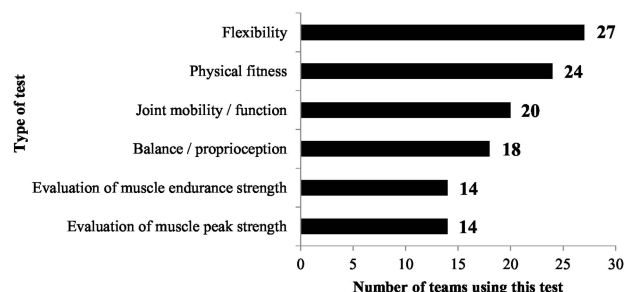 Type of test
Flexibility 27
Physical fitness 24
Joint mobility / function 20
Balance / proprioception 18
Evaluation of muscle endurance strength 14
Evaluation of muscle peak strength 14
0 5 10 15 20 25 30
Number of teams using this test